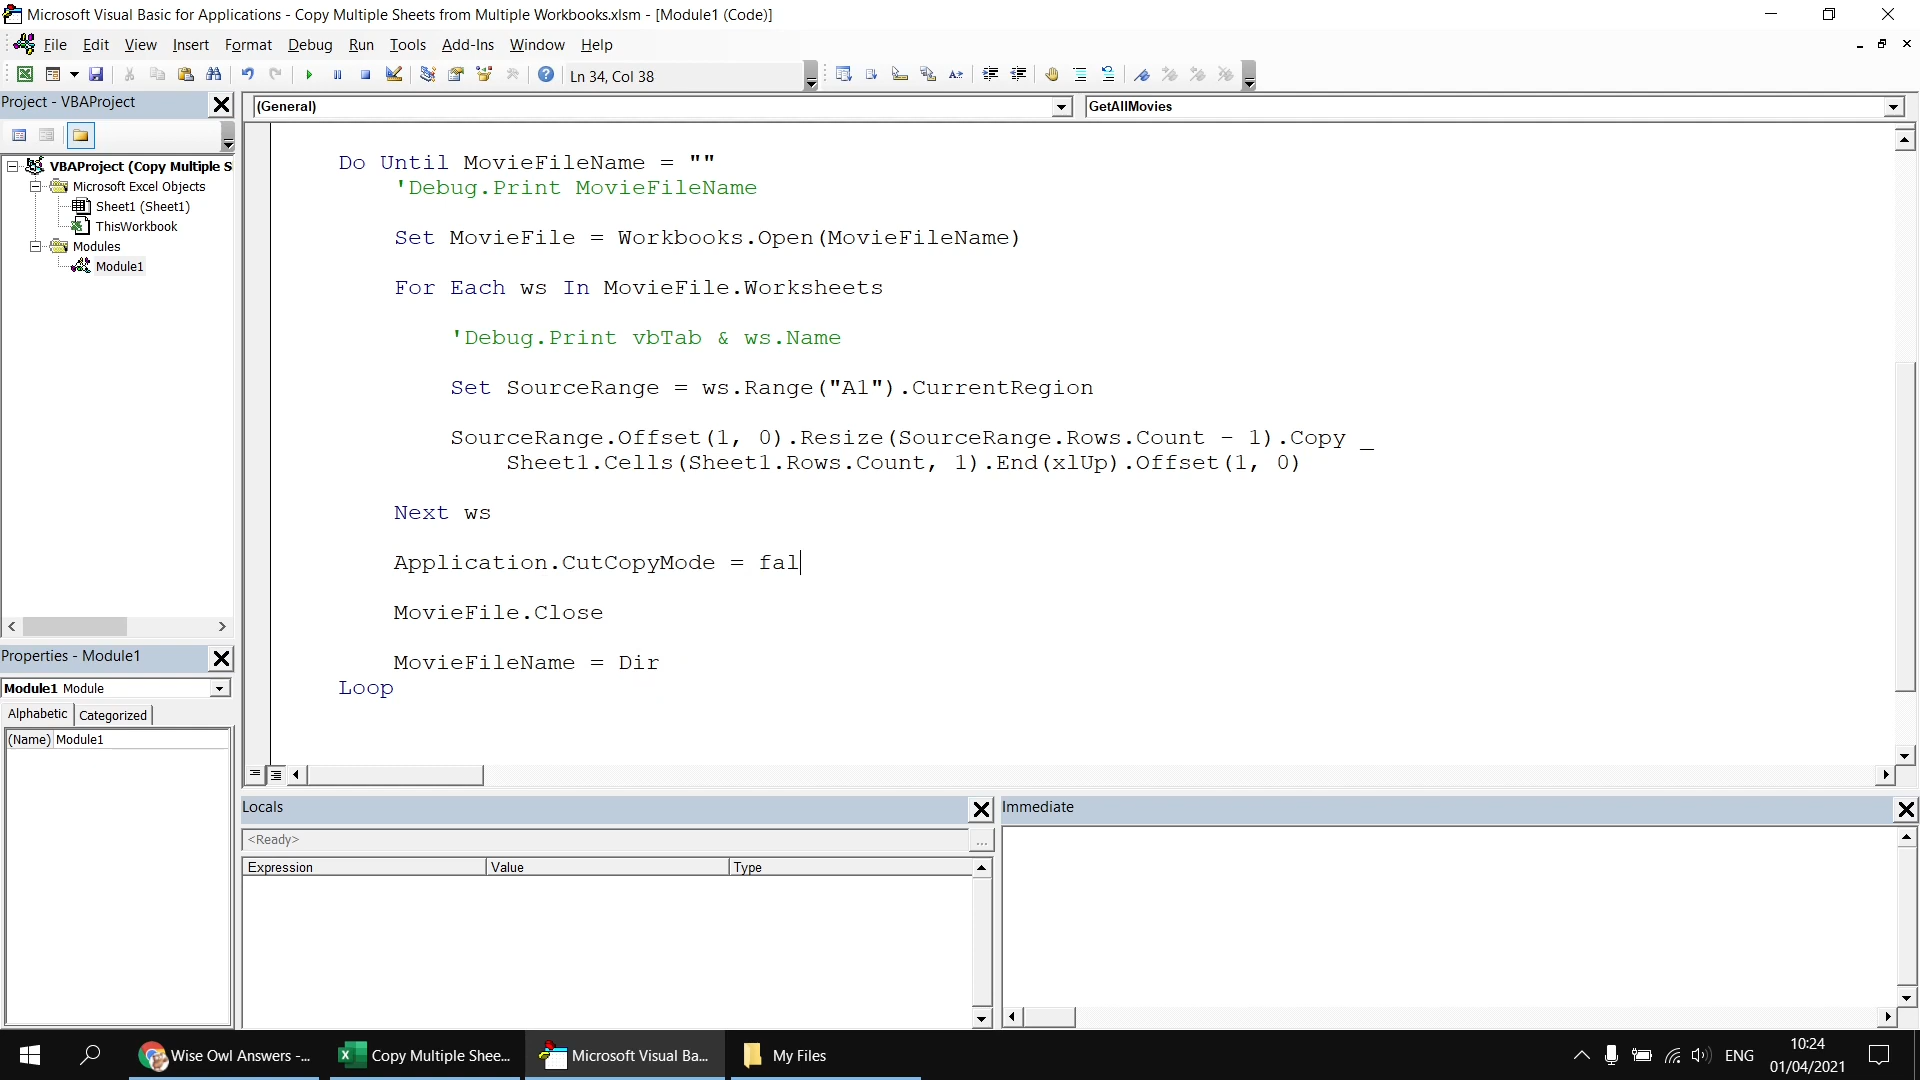 Microsoft Visual Basic for Applications - Copy Multiple Sheets from Multiple Workbooks.xlsm - [Module1 (Code)]
File Edit View Insert Format Debug Run Tools Add-Ins Window Help
Ln 34, Col 38
Project - VBAProject
(General)
GetAllMovies
VBAProject (Copy Multiple S
Microsoft Excel Objects
Sheet1 (Sheet1)
ThisWorkbook
Modules
Module1
Do Until MovieFileName = ""
'Debug.Print MovieFileName
Set MovieFile = Workbooks.Open(MovieFileName)
For Each ws In MovieFile.Worksheets
'Debug.Print vbTab & ws.Name
Set SourceRange = ws.Range("A1").CurrentRegion
SourceRange.Offset(1, 0).Resize(SourceRange.Rows.Count - 1).Copy _
Sheet1.Cells(Sheet1.Rows.Count, 1).End(xlUp).Offset(1, 0)
Next ws
Application.CutCopyMode = fal
MovieFile.Close
MovieFileName = Dir
Loop
Properties - Module1
Module1 Module
Alphabetic Categorized
(Name) Module1
Locals
<Ready>
...
Expression Value Type
Immediate
Wise Owl Answers -...
Copy Multiple Shee...
Microsoft Visual Ba...
My Files
ENG
10:24
01/04/2021